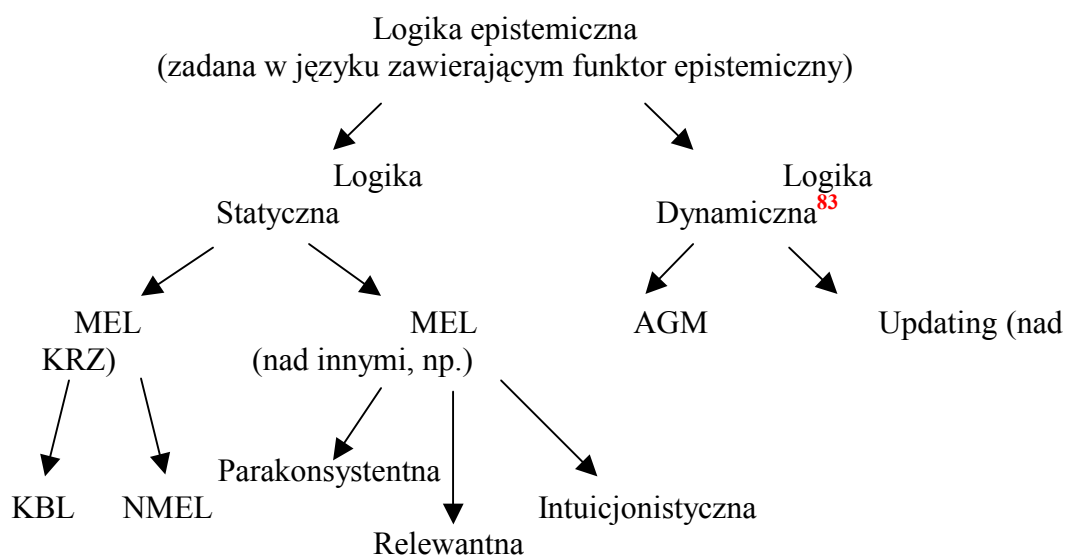 Logika epistemiczna
(zadana w języku zawierającym funktor epistemiczny)
Logika Logika
Statyczna Dynamiczna83
MEL MEL AGM Updating (nad
KRZ) (nad innymi, np.)
Parakonsystentna
KBL NMEL Intuicjonistyczna
Relewantna